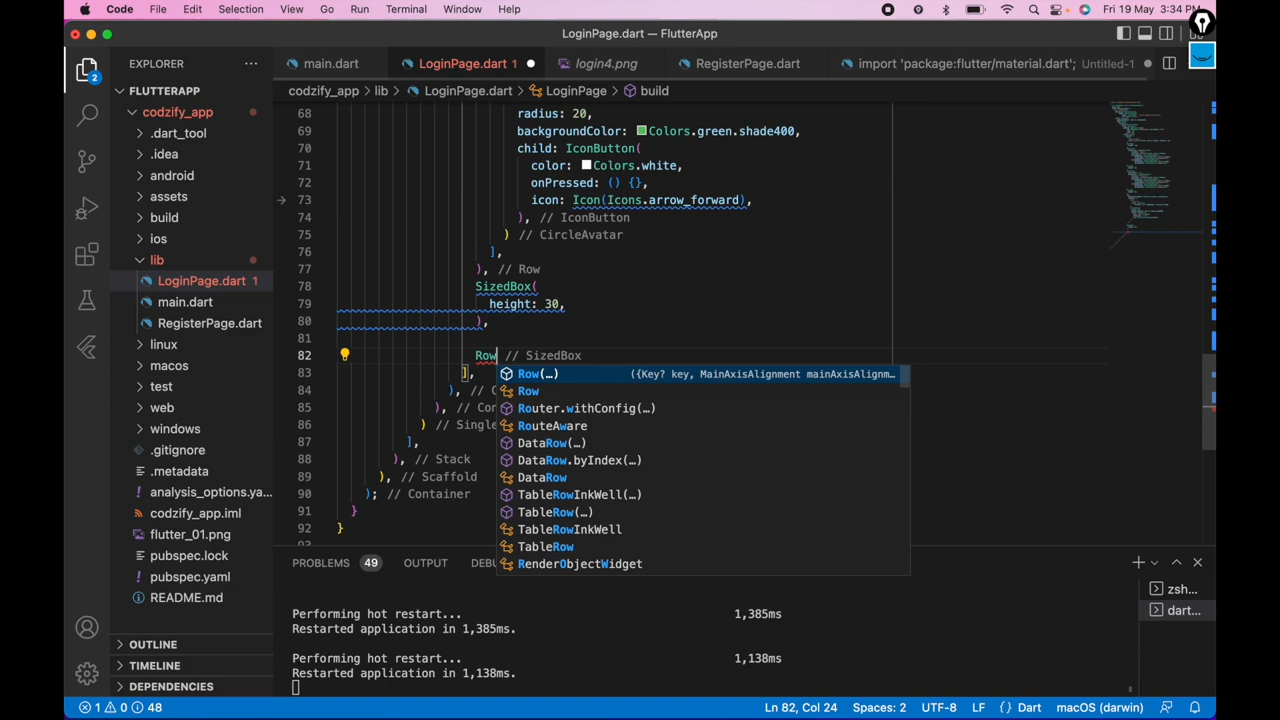 Code File Edit Selection View Go Run Terminal Window Help Fri 19 May 3:34 PM
LoginPage.dart — FlutterApp
EXPLORER
main.dart LoginPage.dart 1 login4.png RegisterPage.dart import 'package:flutter/material.dart'; Untitled-1
codzify_app > lib > LoginPage.dart > LoginPage > build
FLUTTERAPP
codzify_app
.dart_tool
.idea
android
assets
build
ios
lib
LoginPage.dart 1
main.dart
RegisterPage.dart
linux
macos
test
web
windows
.gitignore
.metadata
analysis_options.ya...
codzify_app.iml
flutter_01.png
pubspec.lock
pubspec.yaml
README.md
OUTLINE
TIMELINE
DEPENDENCIES
2
68 radius: 20,
69 backgroundColor: Colors.green.shade400,
70 child: IconButton(
71 color: Colors.white,
72 onPressed: () {},
73 icon: Icon(Icons.arrow_forward),
74 ), // IconButton
75 ) // CircleAvatar
76 ],
77 ), // Row
78 SizedBox(
79 height: 30,
80 ),
81
82 Row // SizedBox
83 ],
84 ), // C
85 ), // Con
86 ) // Single
87 ],
88 ), // Stack
89 ), // Scaffold
90 ); // Container
91 }
92 }
93
Row(…) ({Key? key, MainAxisAlignment mainAxisAlignm…
Row
Router.withConfig(…)
RouteAware
DataRow(…)
DataRow.byIndex(…)
DataRow
TableRowInkWell(…)
TableRow(…)
TableRowInkWell
TableRow
RenderObjectWidget
PROBLEMS 49 OUTPUT DEBU
Performing hot restart... 1,385ms
Restarted application in 1,385ms.
Performing hot restart... 1,138ms
Restarted application in 1,138ms.
zsh...
dart...
1 0 48 Ln 82, Col 24 Spaces: 2 UTF-8 LF {} Dart macOS (darwin)